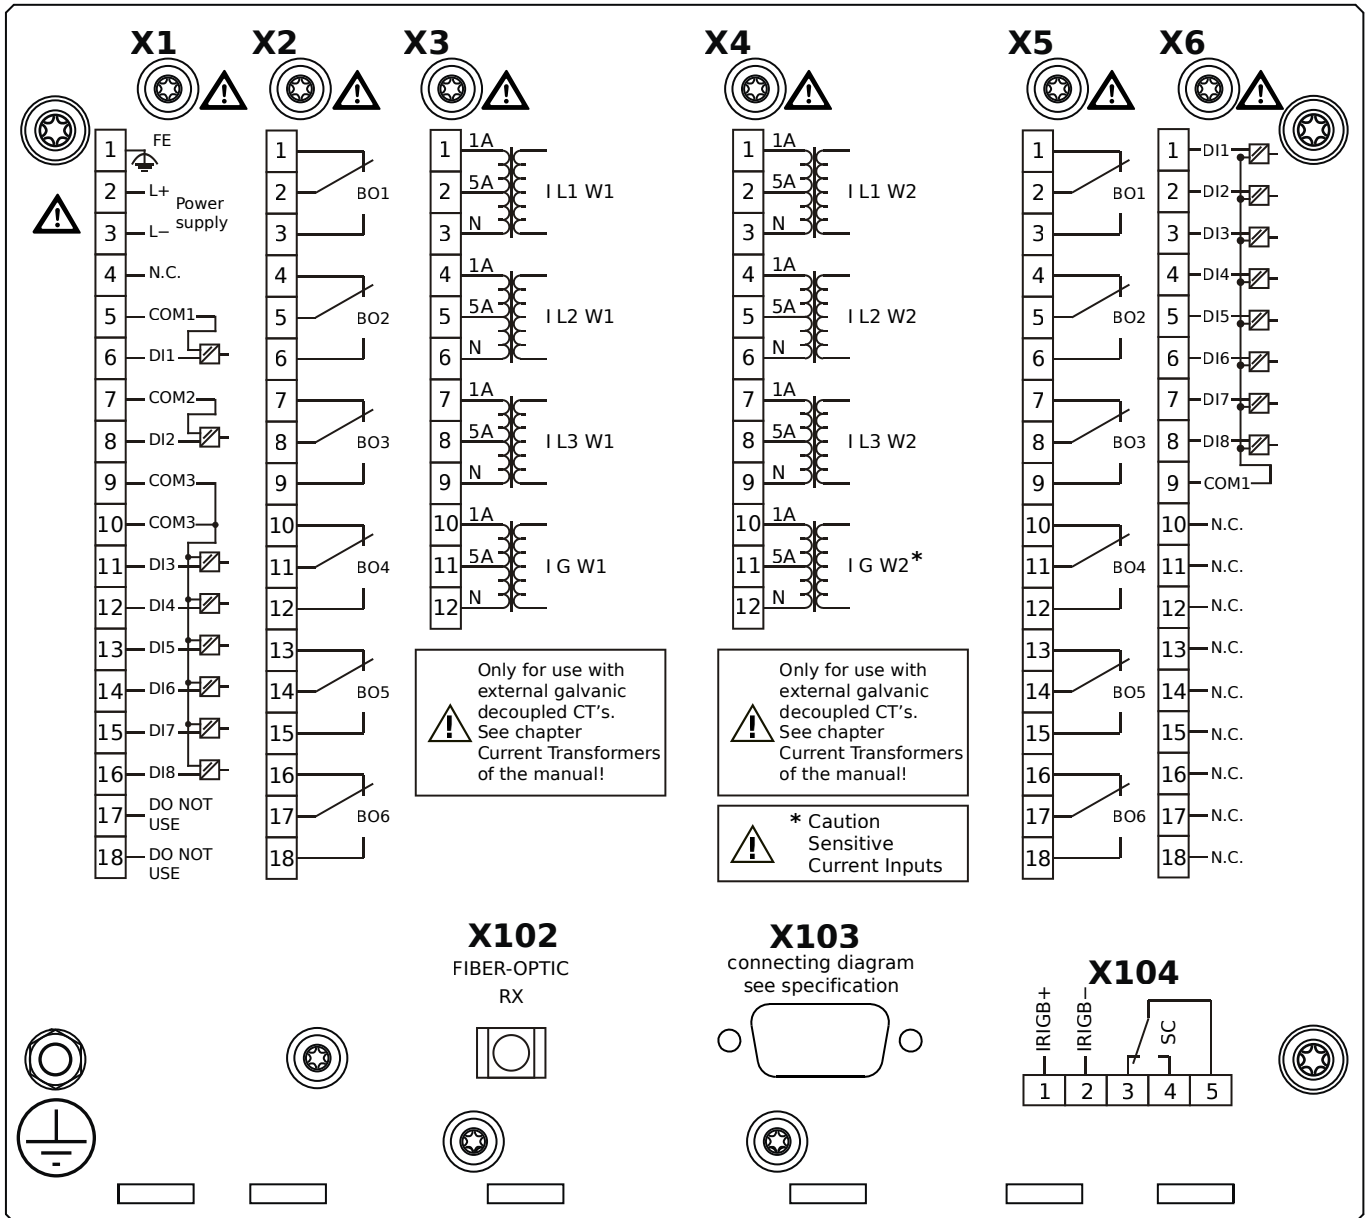 X1
X2
X3
X4
X5
X6
1 FE
2 L+
Power
supply
3 L−
4 N.C.
5 COM1
6 DI1
7 COM2
8 DI2
9 COM3
10 COM3
11 DI3
12 DI4
13 DI5
14 DI6
15 DI7
16 DI8
17 DO NOT
USE
18 DO NOT
USE
1
2 BO1
3
4
5 BO2
6
7
8 BO3
9
10
11 BO4
12
13
14 BO5
15
16
17 BO6
18
1 1A
2 5A I L1 W1
3 N
4 1A
5 5A I L2 W1
6 N
7 1A
8 5A I L3 W1
9 N
10 1A
11 5A I G W1
12 N
Only for use with
external galvanic
decoupled CT's.
See chapter
Current Transformers
of the manual!
1 1A
2 5A I L1 W2
3 N
4 1A
5 5A I L2 W2
6 N
7 1A
8 5A I L3 W2
9 N
10 1A
11 5A I G W2*
12 N
Only for use with
external galvanic
decoupled CT's.
See chapter
Current Transformers
of the manual!
* Caution
Sensitive
Current Inputs
1
2 BO1
3
4
5 BO2
6
7
8 BO3
9
10
11 BO4
12
13
14 BO5
15
16
17 BO6
18
1 DI1
2 DI2
3 DI3
4 DI4
5 DI5
6 DI6
7 DI7
8 DI8
9 COM1
10 N.C.
11 N.C.
12 N.C.
13 N.C.
14 N.C.
15 N.C.
16 N.C.
17 N.C.
18 N.C.
X102
FIBER-OPTIC
RX
X103
connecting diagram
see specification
X104
IRIGB+
IRIGB−
SC
1 2 3 4 5